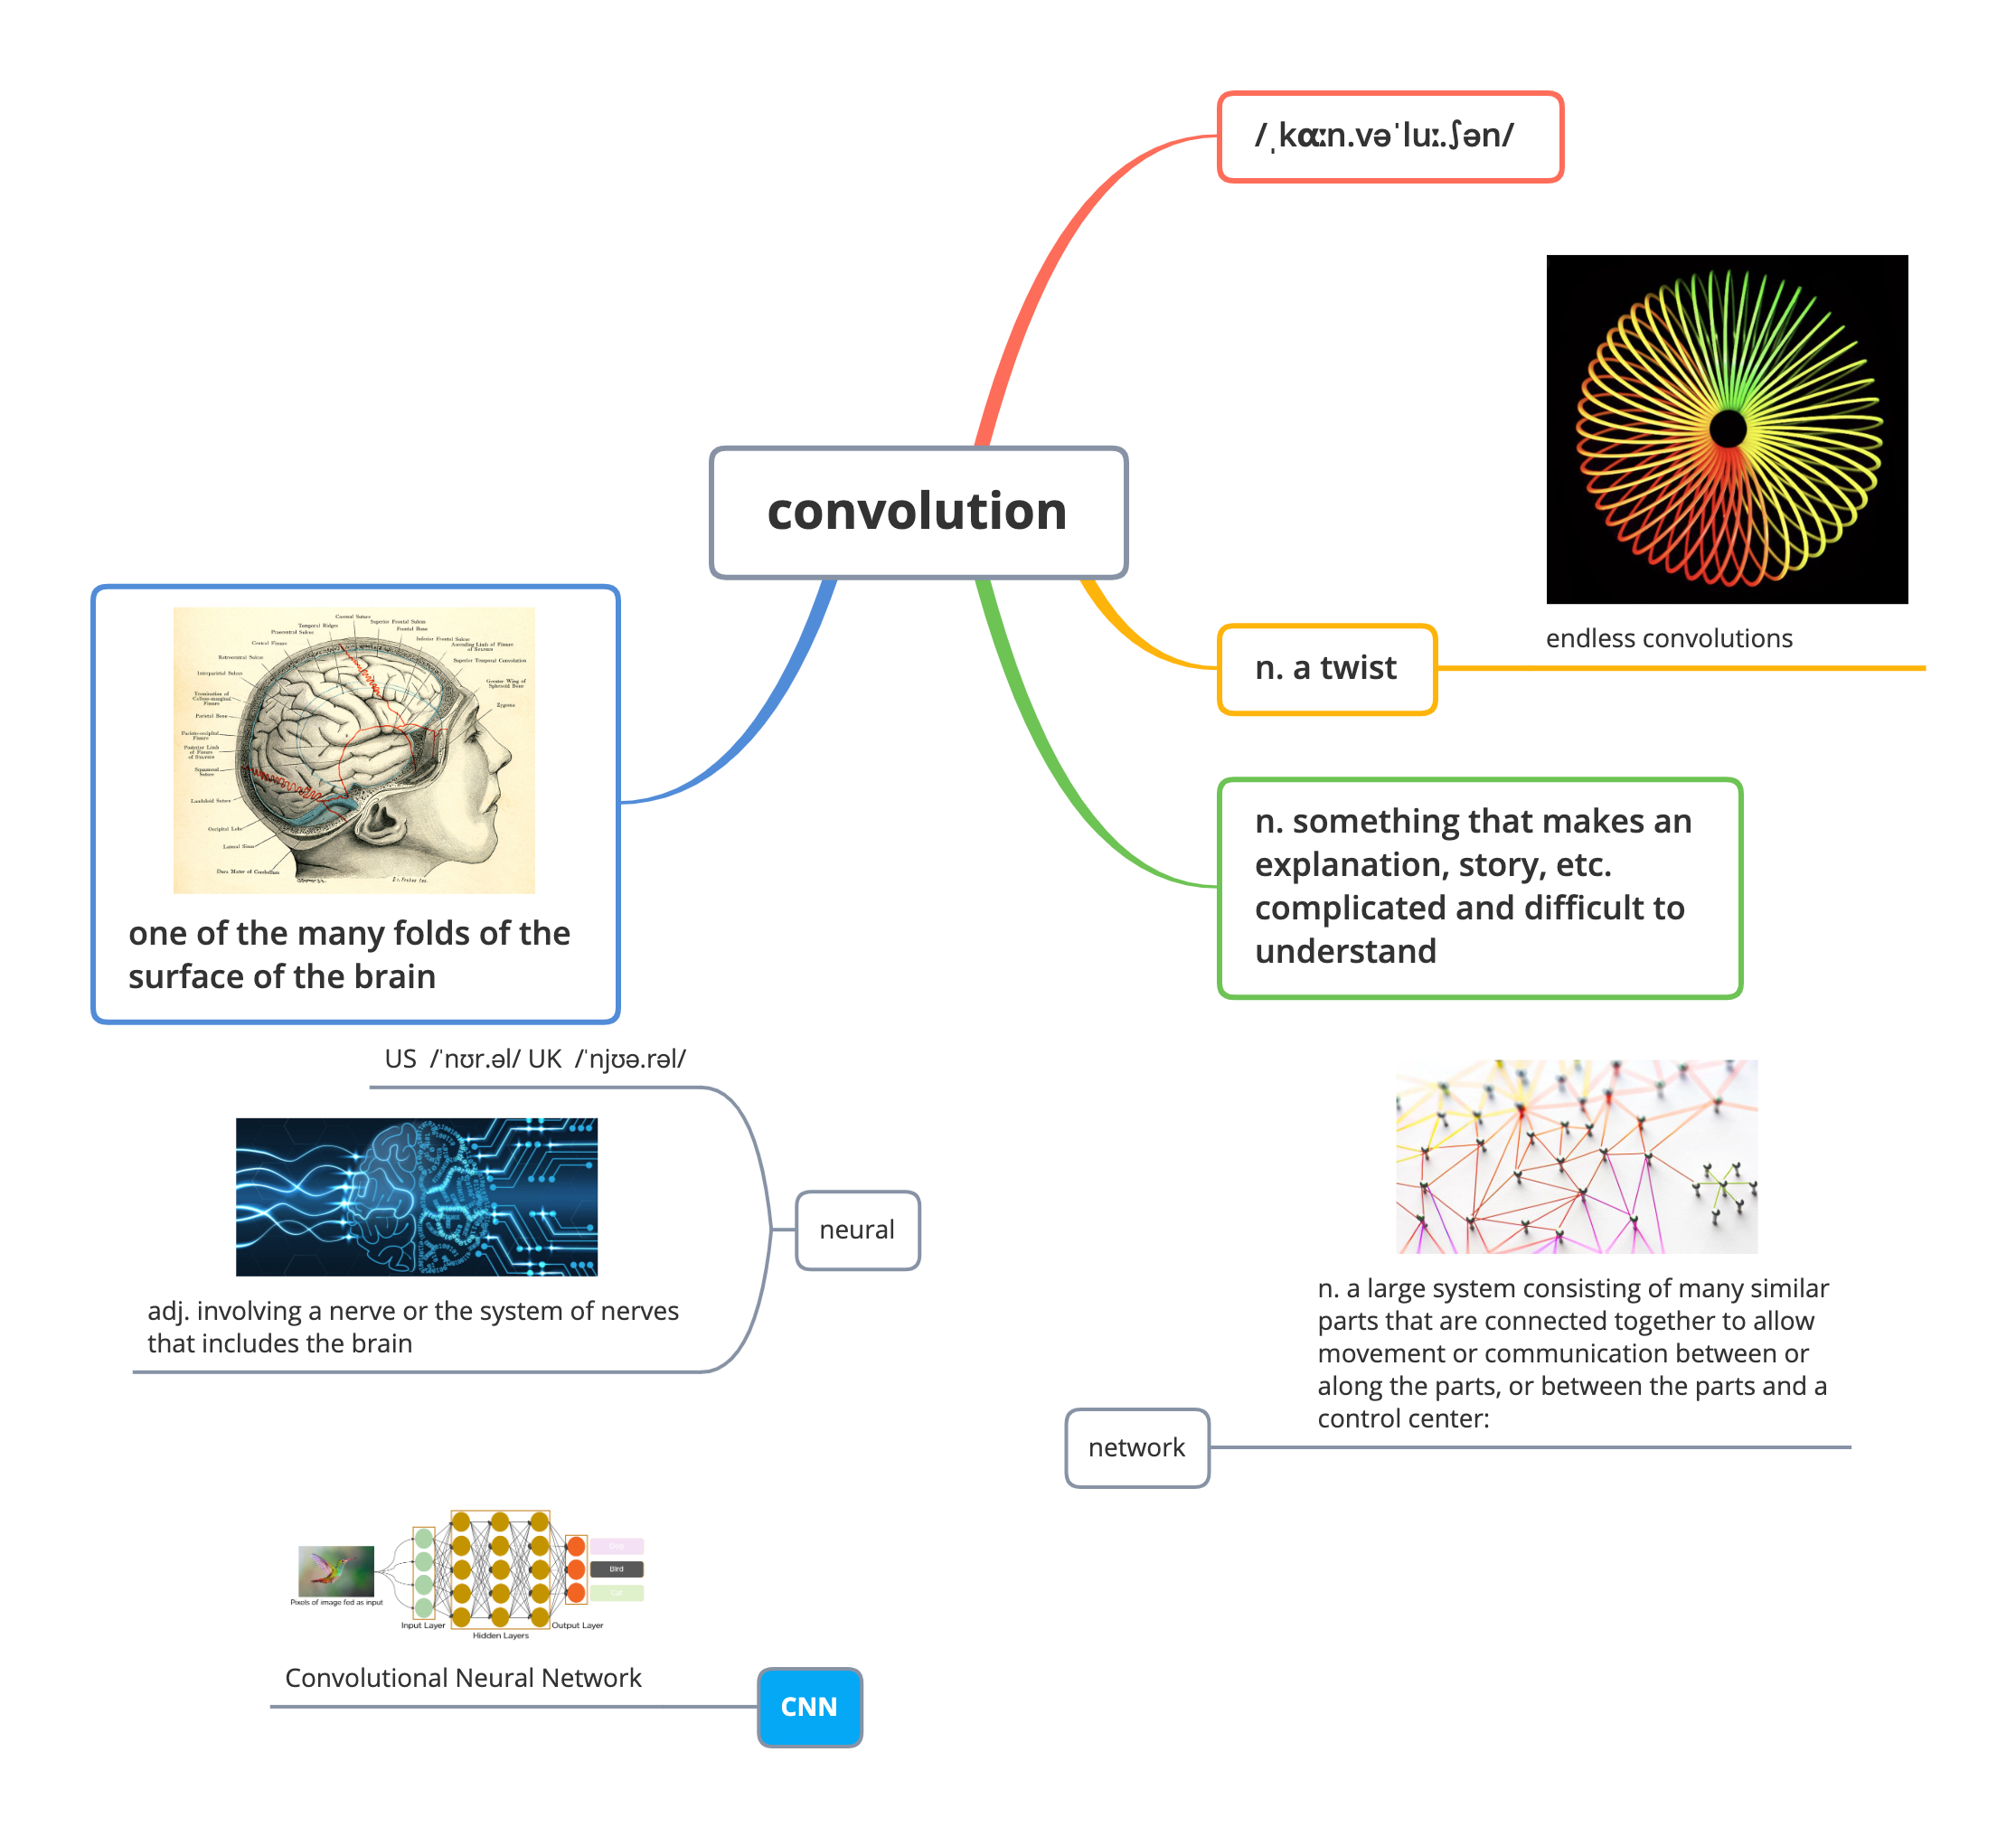 /ˌkɑːn.vəˈluː.ʃən/
convolution
endless convolutions
n. a twist
n. something that makes an
explanation, story, etc.
complicated and difficult to
understand
Coronal Suture
Temporal Ridges
Superior Frontal Sulcus
Precentral Sulcus
Frontal Bone
Central Fissure
Inferior Frontal Sulcus
Ascending Limb of Fissure
of
Retrocentral Sulcus
Superior Temporal Convolution
Interparietal Sulcus
Greater Wing of
Sphenoid Bone
Termination of
Calloso-marginal
Fissure
Zygoma
Parietal Bone
Parieto-occipital
Fissure
Posterior Limb
of Fissure
of
Squamosal
Suture
Lambdoid Suture
Occipital Lobe
Lateral Sinus
Dura Mater of Cerebellum
one of the many folds of the
surface of the brain
US /ˈnʊr.əl/ UK /ˈnjʊə.rəl/
neural
adj. involving a nerve or the system of nerves
that includes the brain
n. a large system consisting of many similar
parts that are connected together to allow
movement or communication between or
along the parts, or between the parts and a
control center:
network
Pixels of image fed as input
Input Layer
Hidden Layers
Output Layer
Dog
Bird
Cat
Convolutional Neural Network
CNN